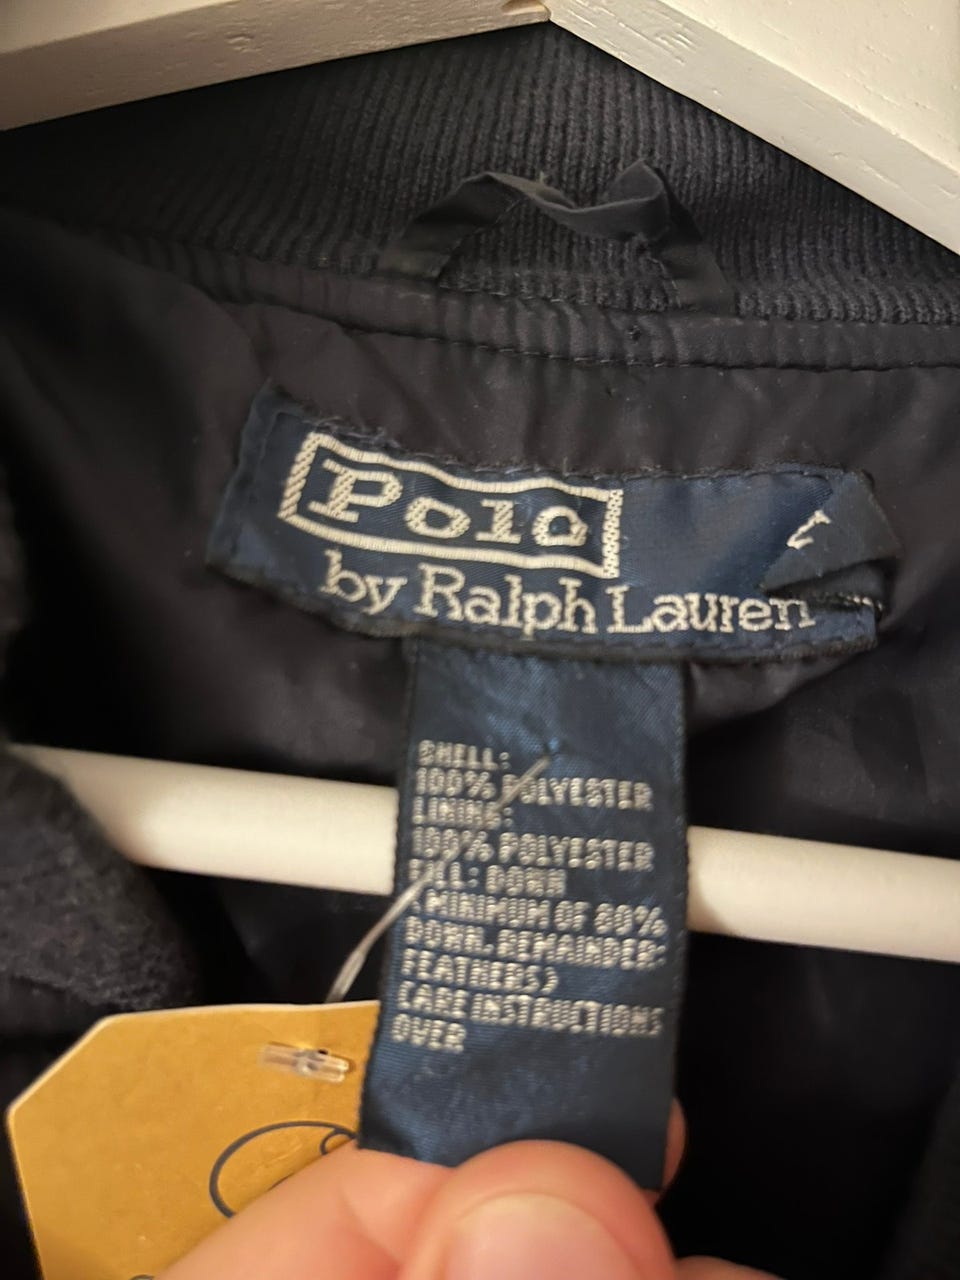 Polo
by Ralph Lauren
SHELL:
100% POLYESTER
LINING:
100% POLYESTER
FILL: DOWN
(MINIMUM OF 80%
DOWN, REMAINDER:
FEATHERS)
CARE INSTRUCTIONS
OVER